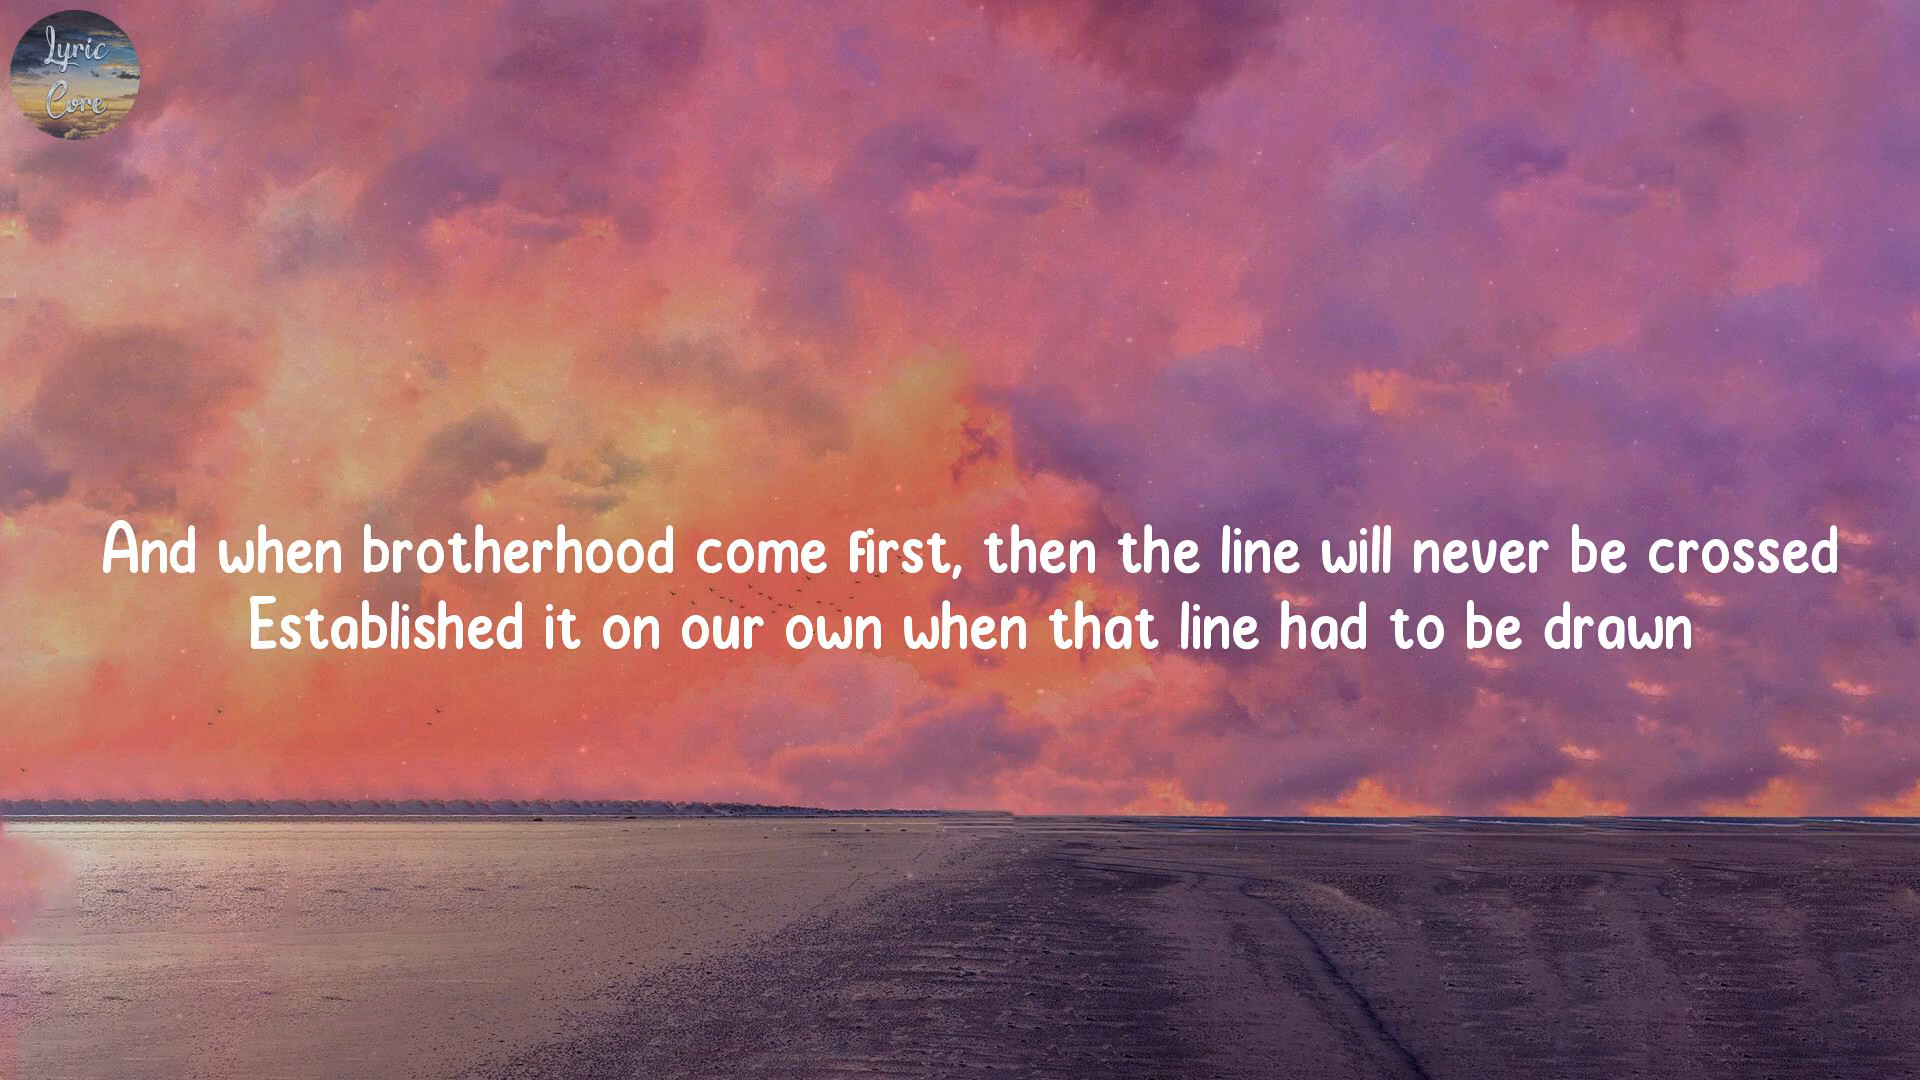 Lyric
Core
And when brotherhood come first, then the line will never be crossed
Established it on our own when that line had to be drawn